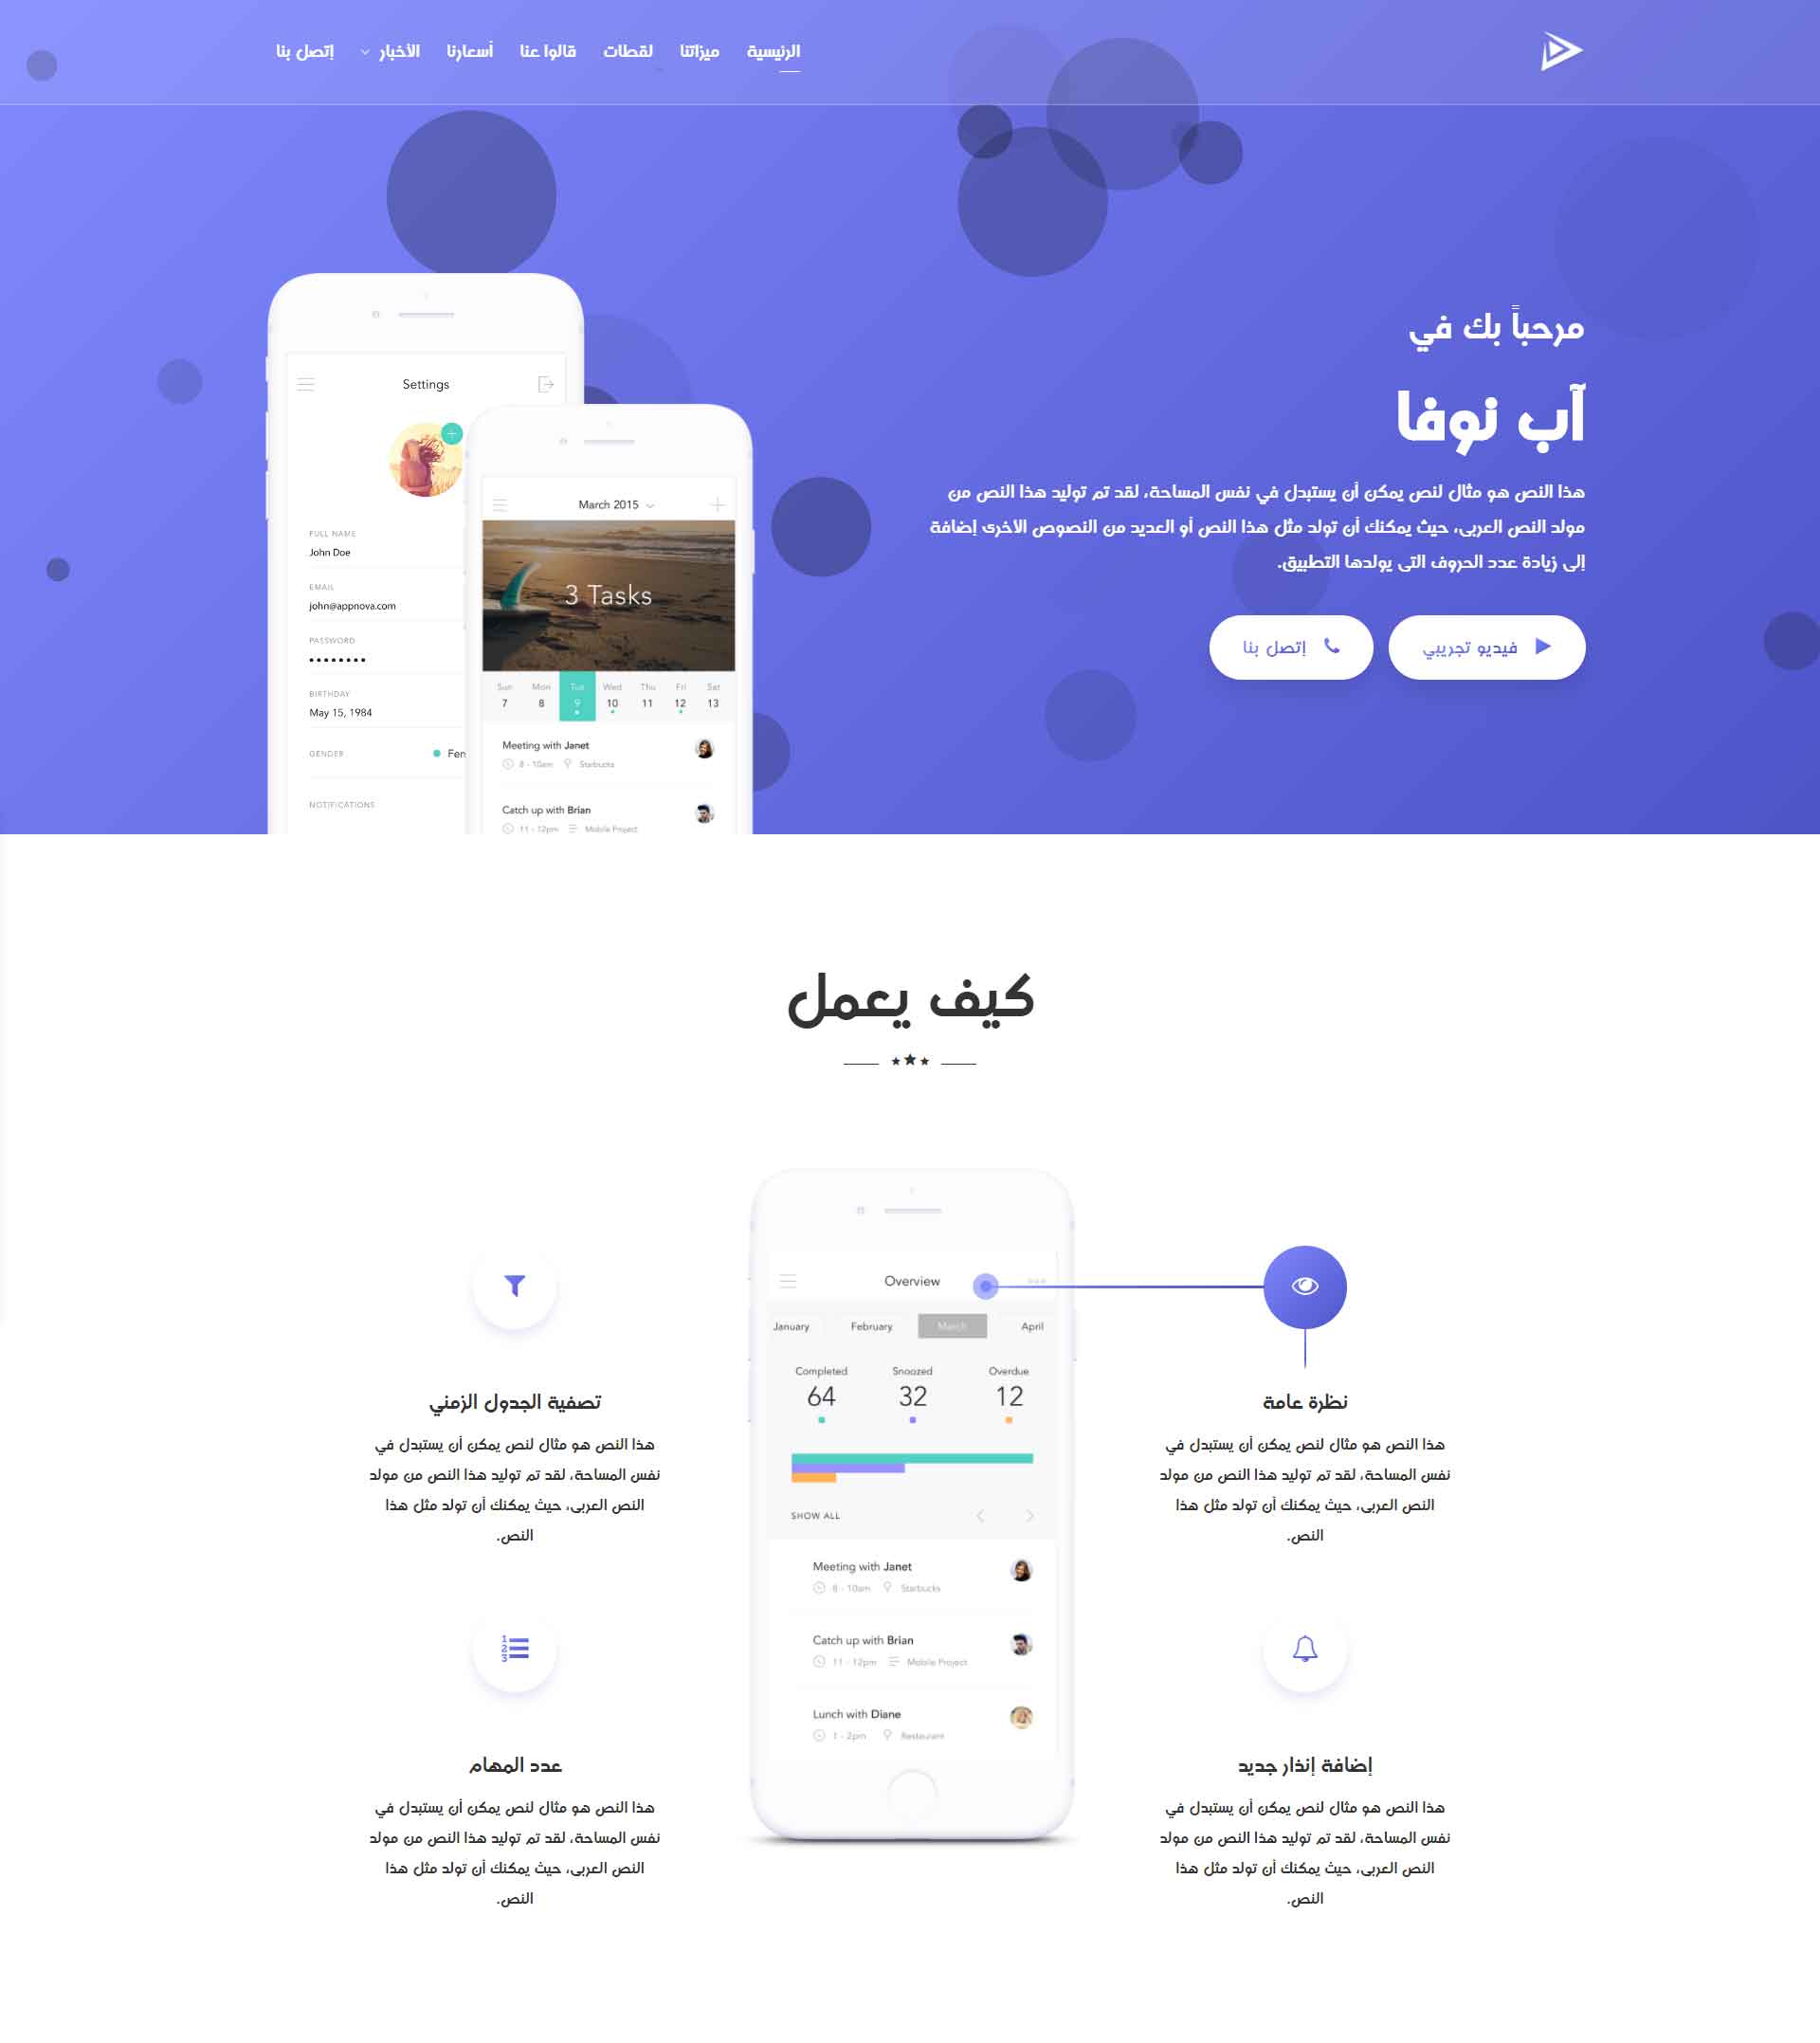 الرئيسية
ميزاتنا
لقطات
قالوا عنا
أسعارنا
الأخبار
إتصل بنا
مرحباً بك في
آب نوفا
هذا النص هو مثال لنص يمكن أن يستبدل في نفس المساحة، لقد تم توليد هذا النص من
مولد النص العربى، حيث يمكنك أن تولد مثل هذا النص أو العديد من النصوص الاخرى إضافة
إلى زيادة عدد الحروف التى يولدها التطبيق.
فيديو تجريبي
إتصل بنا
Settings
FULL NAME
John Doe
EMAIL
john@appnova.com
PASSWORD
BIRTHDAY
May 15, 1984
GENDER
Fen
NOTIFICATIONS
March 2015
3 Tasks
Sun Mon Tue Wed Thu Fri Sat
7 8 9 10 11 12 13
Meeting with Janet
8 - 10am Starbucks
Catch up with Brian
11 - 12pm Mobile Project
كيف يعمل
نظرة عامة
هذا النص هو مثال لنص يمكن أن يستبدل في
نفس المساحة، لقد تم توليد هذا النص من مولد
النص العربى، حيث يمكنك أن تولد مثل هذا
النص.
إضافة إنذار جديد
هذا النص هو مثال لنص يمكن أن يستبدل في
نفس المساحة، لقد تم توليد هذا النص من مولد
النص العربى، حيث يمكنك أن تولد مثل هذا
النص.
Overview
January February March April
Completed Snoozed Overdue
64 32 12
SHOW ALL
Meeting with Janet
8 - 10am Starbucks
Catch up with Brian
11 - 12pm Mobile Project
Lunch with Diane
1 - 2pm Restaurant
تصفية الجدول الزمني
هذا النص هو مثال لنص يمكن أن يستبدل في
نفس المساحة، لقد تم توليد هذا النص من مولد
النص العربى، حيث يمكنك أن تولد مثل هذا
النص.
عدد المهام
هذا النص هو مثال لنص يمكن أن يستبدل في
نفس المساحة، لقد تم توليد هذا النص من مولد
النص العربى، حيث يمكنك أن تولد مثل هذا
النص.